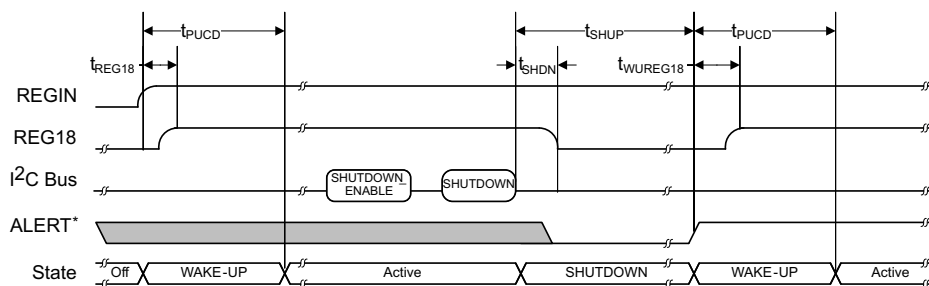 tPUCD tSHUP tPUCD
tREG18 tSHDN tWUREG18
REGIN
REG18
I2C Bus SHUTDOWN_ SHUTDOWN
ENABLE
ALERT*
State Off WAKE-UP Active SHUTDOWN WAKE-UP Active